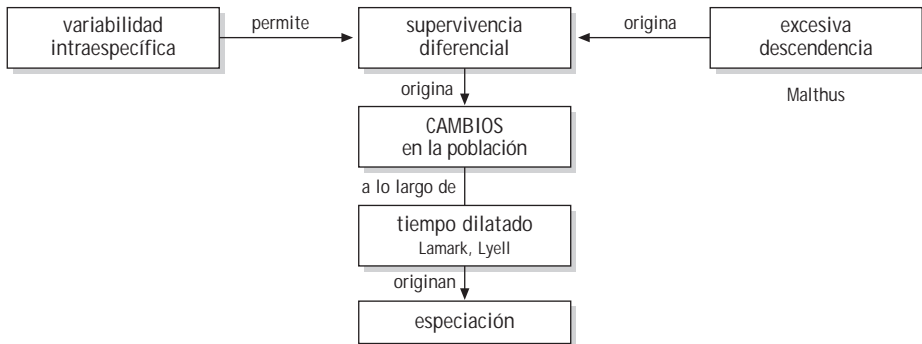 variabilidad
intraespecífica
permite
supervivencia
diferencial
origina
excesiva
descendencia
Malthus
origina
CAMBIOS
en la población
a lo largo de
tiempo dilatado
Lamark, Lyell
originan
especiación